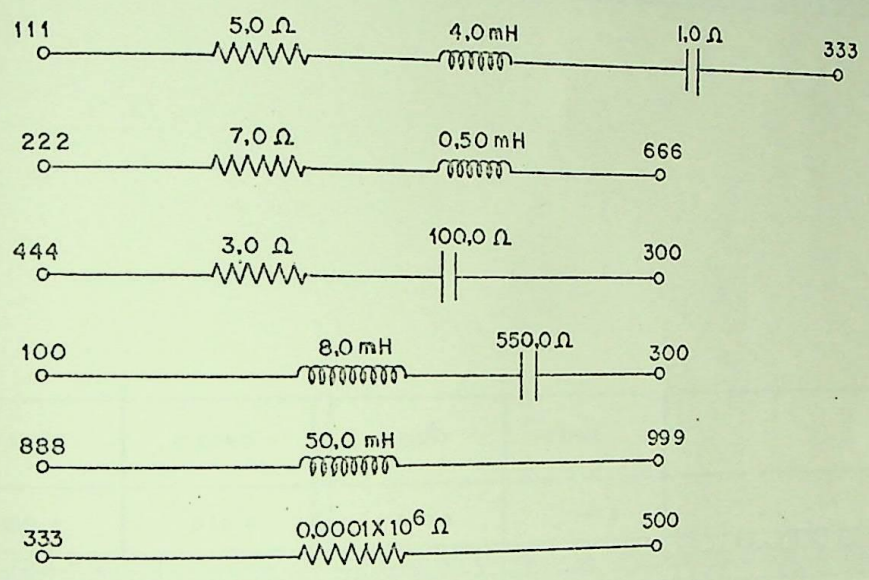 111 5,0 Ω 4,0 mH 1,0 Ω 333
222 7,0 Ω 0,50 mH 666
444 3,0 Ω 100,0 Ω 300
100 8,0 mH 550,0 Ω 300
888 50,0 mH 999
333 0,0001X10⁶ Ω 500